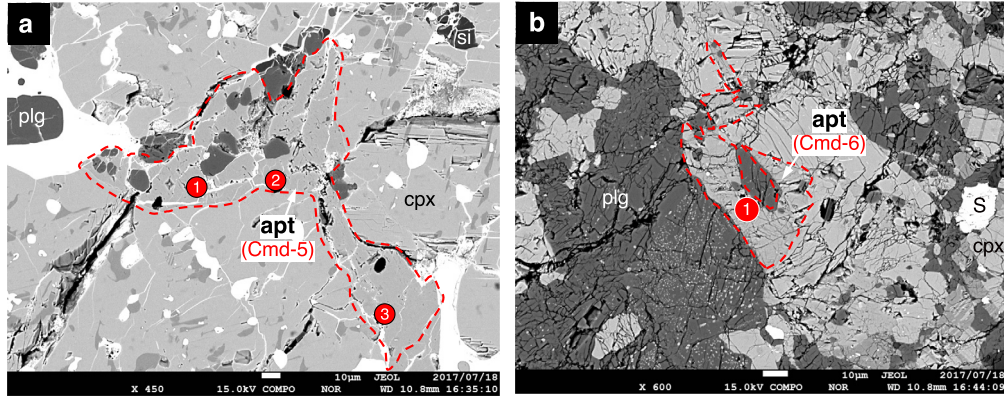 a
si
plg
1
2
cpx
apt
(Cmd-5)
3
10µm JEOL 2017/07/18
X 450 15.0kV COMPO NOR WD 10.8mm 16:35:10
b
apt
(Cmd-6)
plg
1
S
cpx
10µm JEOL 2017/07/18
X 600 15.0kV COMPO NOR WD 10.8mm 16:44:09